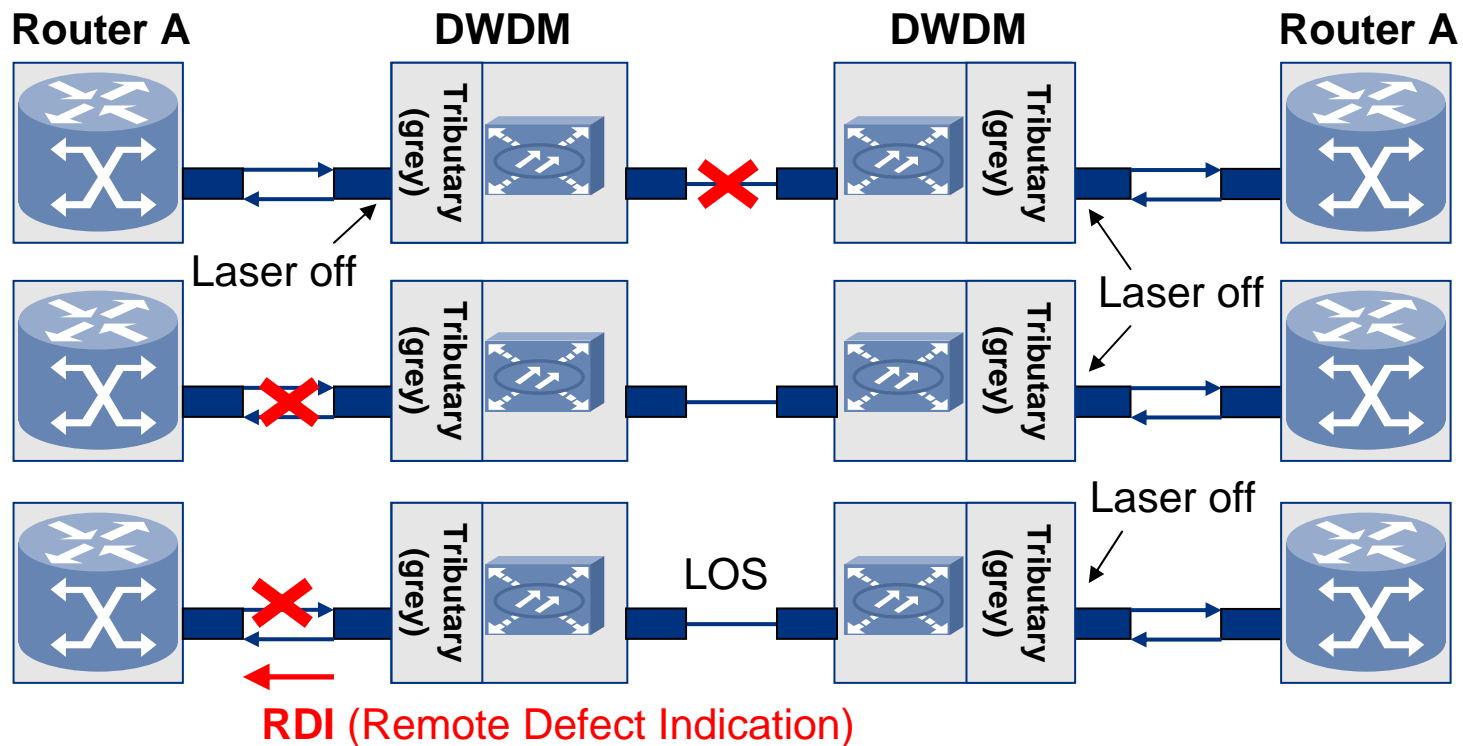 Router A
DWDM
DWDM
Router A
Tributary
(grey)
Tributary
(grey)
Laser off
Laser off
Tributary
(grey)
Tributary
(grey)
Laser off
Tributary
(grey)
LOS
Tributary
(grey)
RDI (Remote Defect Indication)